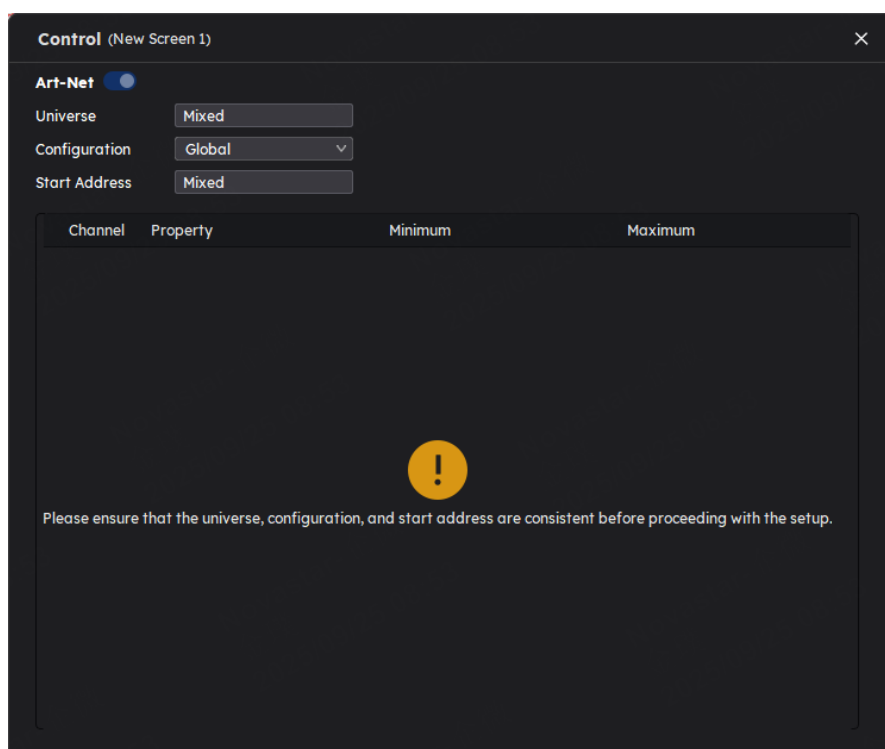 Control (New Screen 1)
Art-Net
Universe Mixed
Configuration Global
Start Address Mixed
Channel Property Minimum Maximum
Please ensure that the universe, configuration, and start address are consistent before proceeding with the setup.